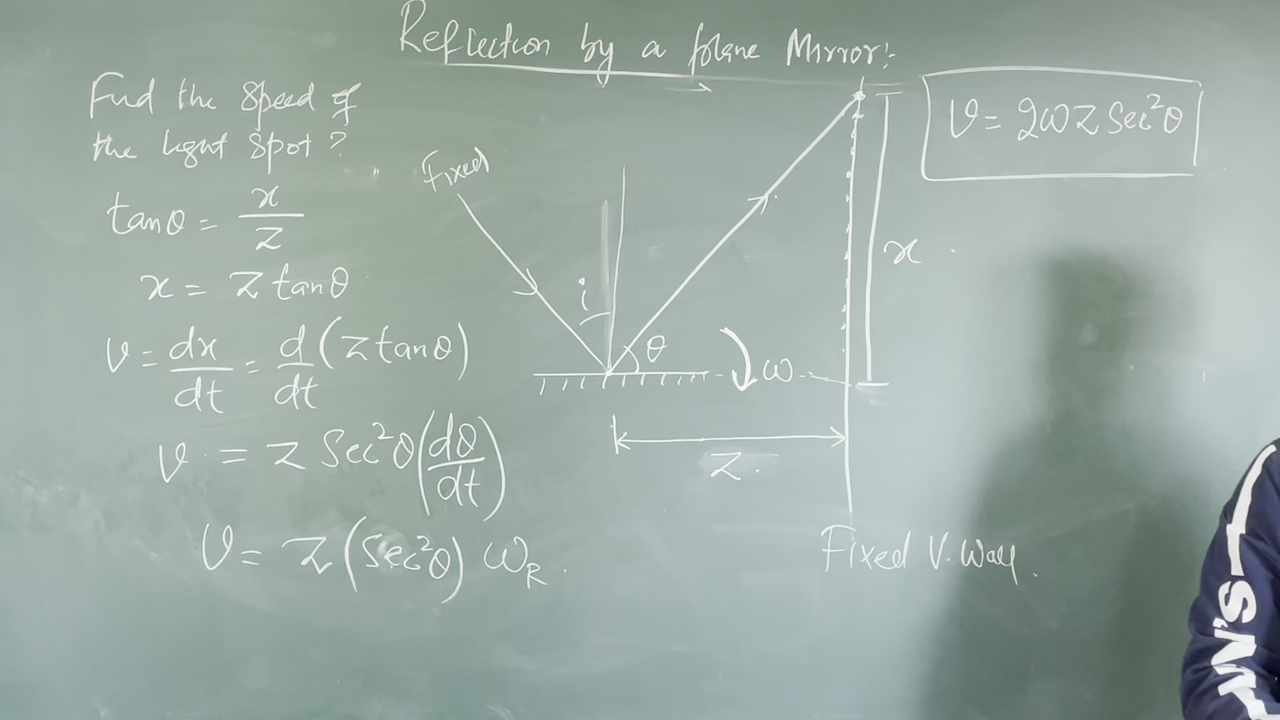 Reflection by a plane Mirror:-
Find the Speed of
the light Spot?
tanθ = x/z
x = z tanθ
v = dx/dt = d/dt (z tanθ)
v = z Sec²θ (dθ/dt)
v = z (Sec²θ) ω_R.
Fixed
i
θ
ω
x
z
Fixed V. Wall.
v = 2ωz Sec²θ
N'S